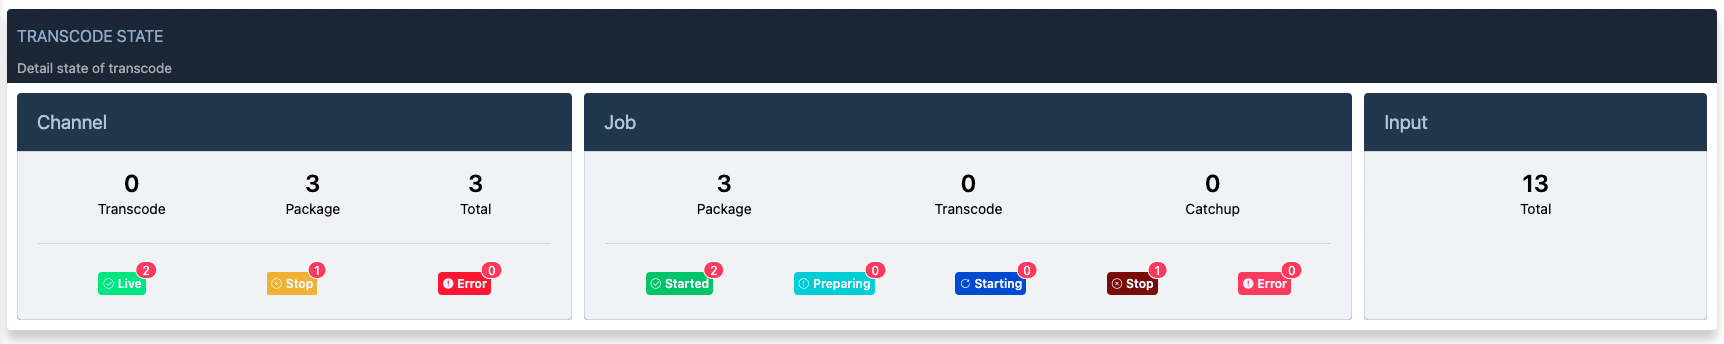 TRANSCODE STATE
Detail state of transcode
Channel
0 3 3
Transcode Package Total
2 1 0
Live Stop Error
Job
3 0 0
Package Transcode Catchup
2 0 0 1 0
Started Preparing Starting Stop Error
Input
13
Total